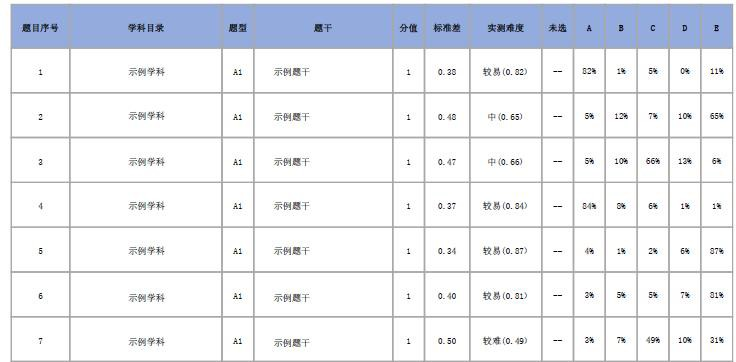 题目序号 学科目录 题型 题干 分值 标准差 实测难度 未选 A B C D E
1 示例学科 A1 示例题干 1 0.38 较易(0.82) -- 82% 1% 5% 0% 11%
2 示例学科 A1 示例题干 1 0.48 中(0.65) -- 5% 12% 7% 10% 65%
3 示例学科 A1 示例题干 1 0.47 中(0.66) -- 5% 10% 66% 13% 6%
4 示例学科 A1 示例题干 1 0.37 较易(0.84) -- 84% 8% 6% 1% 1%
5 示例学科 A1 示例题干 1 0.34 较易(0.87) -- 4% 1% 2% 6% 87%
6 示例学科 A1 示例题干 1 0.40 较易(0.81) -- 3% 5% 5% 7% 81%
7 示例学科 A1 示例题干 1 0.50 较难(0.49) -- 3% 7% 49% 10% 31%